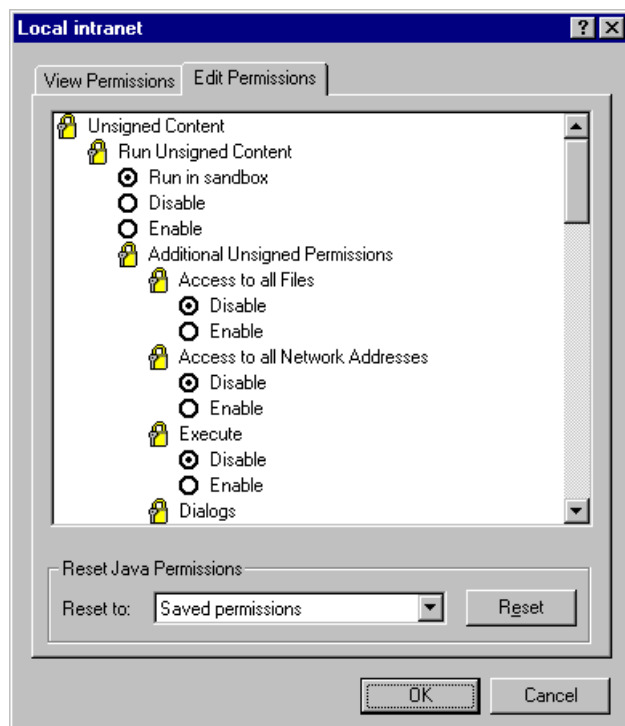 Local intranet
View Permissions Edit Permissions
Unsigned Content
Run Unsigned Content
Run in sandbox
Disable
Enable
Additional Unsigned Permissions
Access to all Files
Disable
Enable
Access to all Network Addresses
Disable
Enable
Execute
Disable
Enable
Dialogs
Reset Java Permissions
Reset to: Saved permissions Reset
OK Cancel